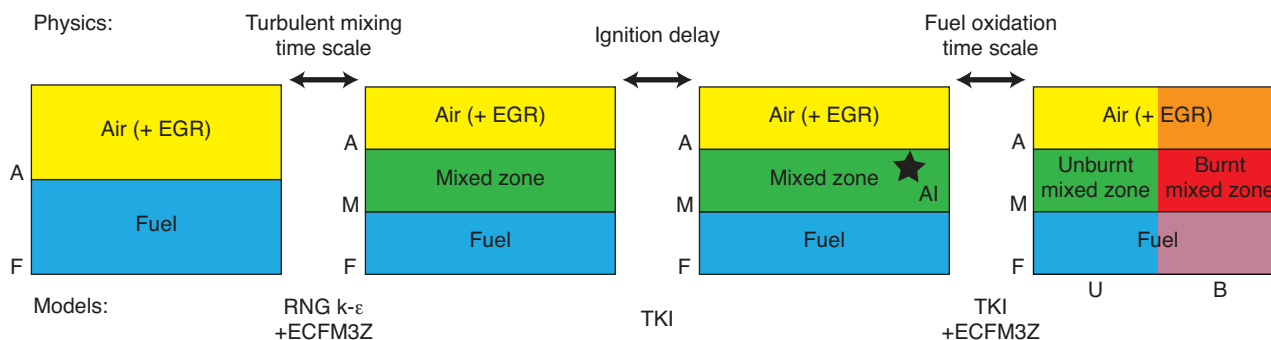 Physics:
Turbulent mixing
time scale
Ignition delay
Fuel oxidation
time scale
Air (+ EGR)
A
Fuel
F
Air (+ EGR)
A
Mixed zone
M
Fuel
F
Air (+ EGR)
A
Mixed zone
AI
M
Fuel
F
Air (+ EGR)
A
Unburnt
mixed zone
Burnt
mixed zone
M
Fuel
F
U
B
Models:
RNG k-ε
+ECFM3Z
TKI
TKI
+ECFM3Z